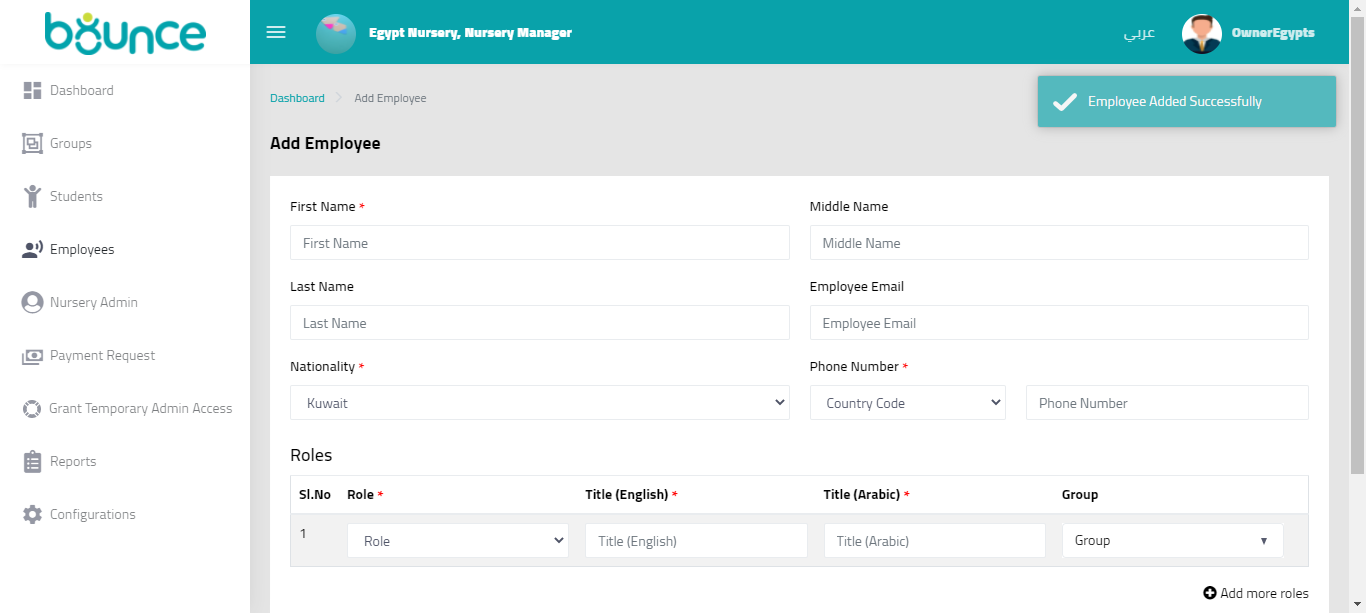 bounce
Egypt Nursery, Nursery Manager
عربي
OwnerEgypts
Dashboard
Groups
Students
Employees
Nursery Admin
Payment Request
Grant Temporary Admin Access
Reports
Configurations
Dashboard > Add Employee
Employee Added Successfully
Add Employee
First Name *
Middle Name
First Name
Middle Name
Last Name
Employee Email
Last Name
Employee Email
Nationality *
Phone Number *
Kuwait
Country Code
Phone Number
Roles
Sl.No Role * Title (English) * Title (Arabic) * Group
1 Role Title (English) Title (Arabic) Group
Add more roles